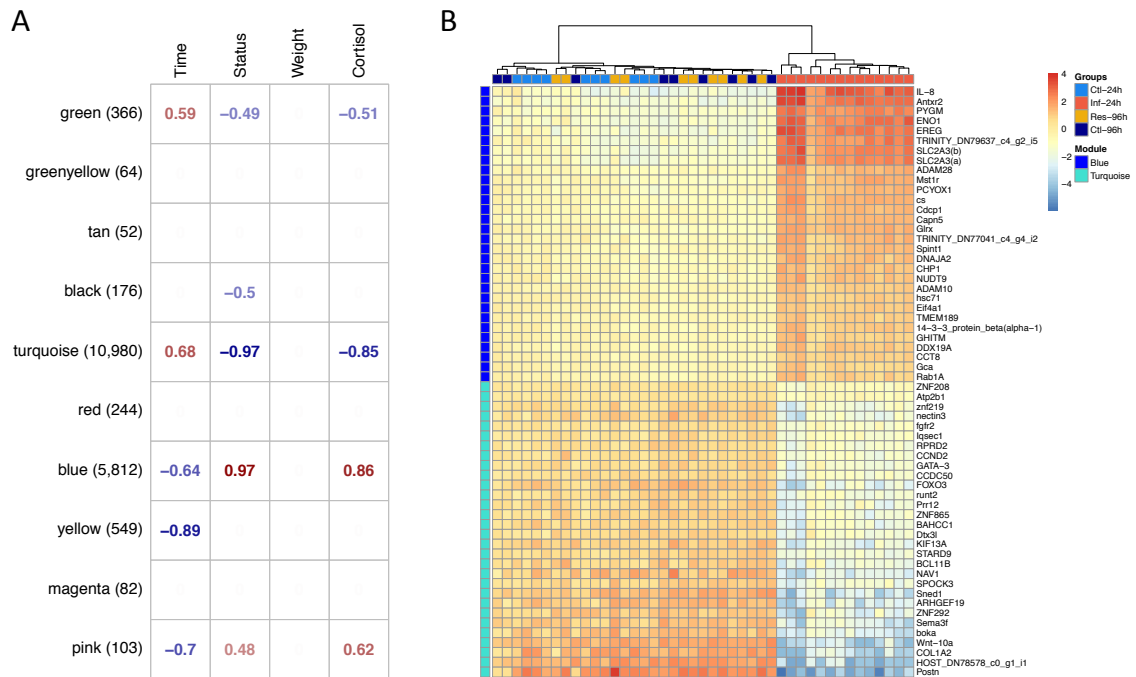 A
Time Status Weight Cortisol
green (366) 0.59 −0.49 −0.51
greenyellow (64)
tan (52)
black (176) −0.5
turquoise (10,980) 0.68 −0.97 −0.85
red (244)
blue (5,812) −0.64 0.97 0.86
yellow (549) −0.89
magenta (82)
pink (103) −0.7 0.48 0.62
B
IL−8
Antxr2
PYGM
ENO1
EREG
TRINITY_DN79637_c4_g2_i5
SLC2A3(b)
SLC2A3(a)
ADAM28
Mst1r
PCYOX1
cs
Cdcp1
Capn5
Glrx
TRINITY_DN77041_c4_g4_i2
Spint1
DNAJA2
CHP1
NUDT9
ADAM10
hsc71
Eif4a1
TMEM189
14−3−3_protein_beta(alpha−1)
GHITM
DDX19A
CCT8
Gca
Rab1A
ZNF208
Atp2b1
znf219
nectin3
fgfr2
Iqsec1
RPRD2
CCND2
GATA−3
CCDC50
FOXO3
runt2
Prr12
ZNF865
BAHCC1
Dtx3l
KIF13A
STARD9
BCL11B
NAV1
SPOCK3
Sned1
ARHGEF19
ZNF292
Sema3f
boka
Wnt−10a
COL1A2
HOST_DN78578_c0_g1_i1
Postn
4
2
0
−2
−4
Groups
Ctl−24h
Inf−24h
Res−96h
Ctl−96h
Module
Blue
Turquoise